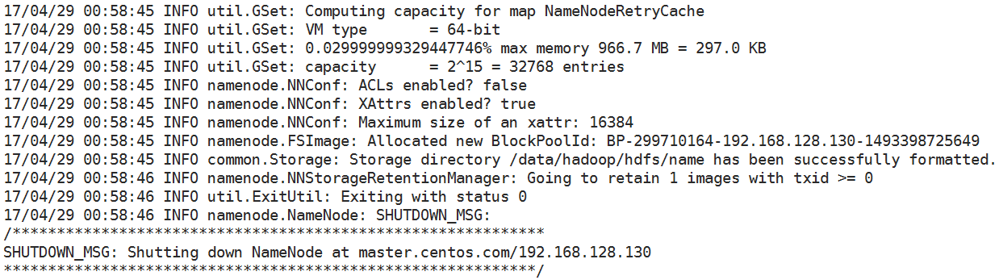 17/04/29 00:58:45 INFO util.GSet: Computing capacity for map NameNodeRetryCache
17/04/29 00:58:45 INFO util.GSet: VM type       = 64-bit
17/04/29 00:58:45 INFO util.GSet: 0.029999999329447746% max memory 966.7 MB = 297.0 KB
17/04/29 00:58:45 INFO util.GSet: capacity      = 2^15 = 32768 entries
17/04/29 00:58:45 INFO namenode.NNConf: ACLs enabled? false
17/04/29 00:58:45 INFO namenode.NNConf: XAttrs enabled? true
17/04/29 00:58:45 INFO namenode.NNConf: Maximum size of an xattr: 16384
17/04/29 00:58:45 INFO namenode.FSImage: Allocated new BlockPoolId: BP-299710164-192.168.128.130-1493398725649
17/04/29 00:58:45 INFO common.Storage: Storage directory /data/hadoop/hdfs/name has been successfully formatted.
17/04/29 00:58:46 INFO namenode.NNStorageRetentionManager: Going to retain 1 images with txid >= 0
17/04/29 00:58:46 INFO util.ExitUtil: Exiting with status 0
17/04/29 00:58:46 INFO namenode.NameNode: SHUTDOWN_MSG:
/************************************************************
SHUTDOWN_MSG: Shutting down NameNode at master.centos.com/192.168.128.130
************************************************************/